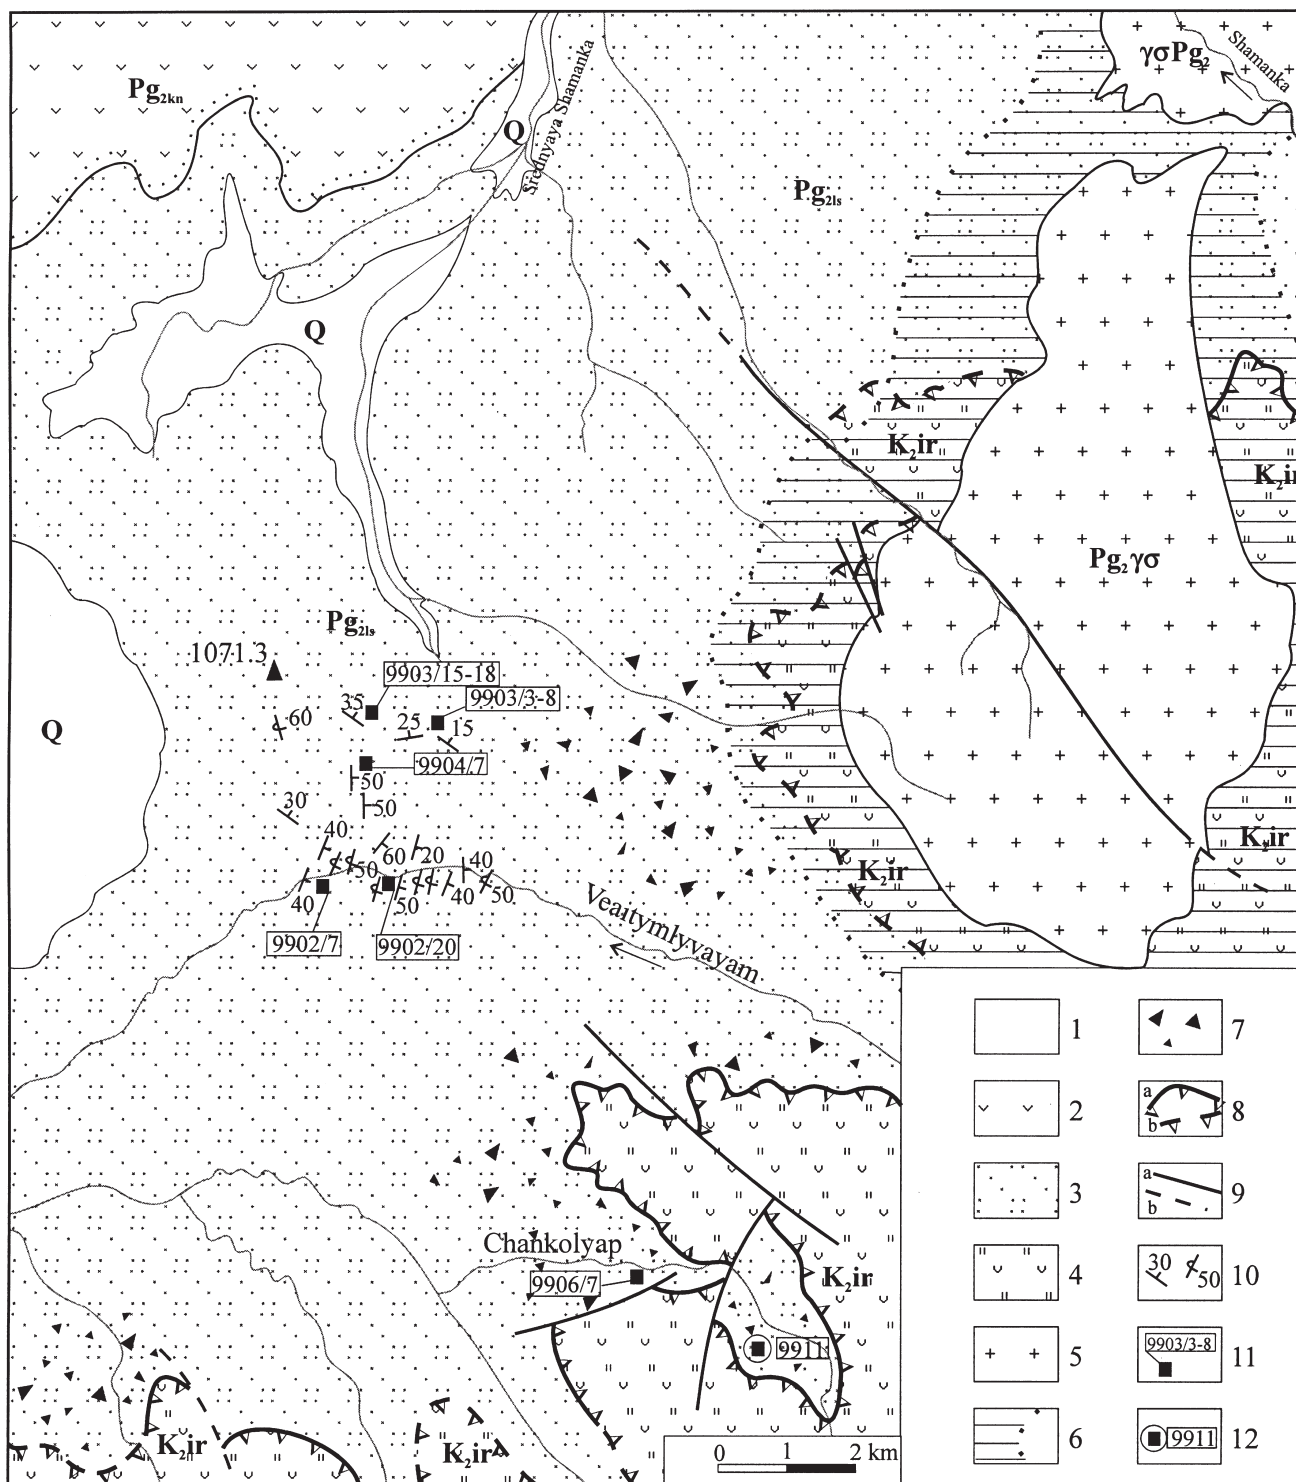 γσPg₂
Shamanka
Pg₂kn
Q
Srednyaya Shamanka
Pg₂ls
Q
K₂ir
K₂ir
Pg₂γσ
Pg₂ls
1071.3
9903/15-18
9903/3-8
35
60
25
15
Q
9904/7
50
50
30
40
60
20
40
50
40
50
40
50
K₂ir
K₂ir
9902/7
9902/20
Veaitymlyvayam
1
7
2
a
b
8
3
a
b
9
Chankolyap
K₂ir
9906/7
4
30
50
10
9911
5
9903/3-8
11
K₂ir
K₂ir
6
9911
12
0 1 2 km